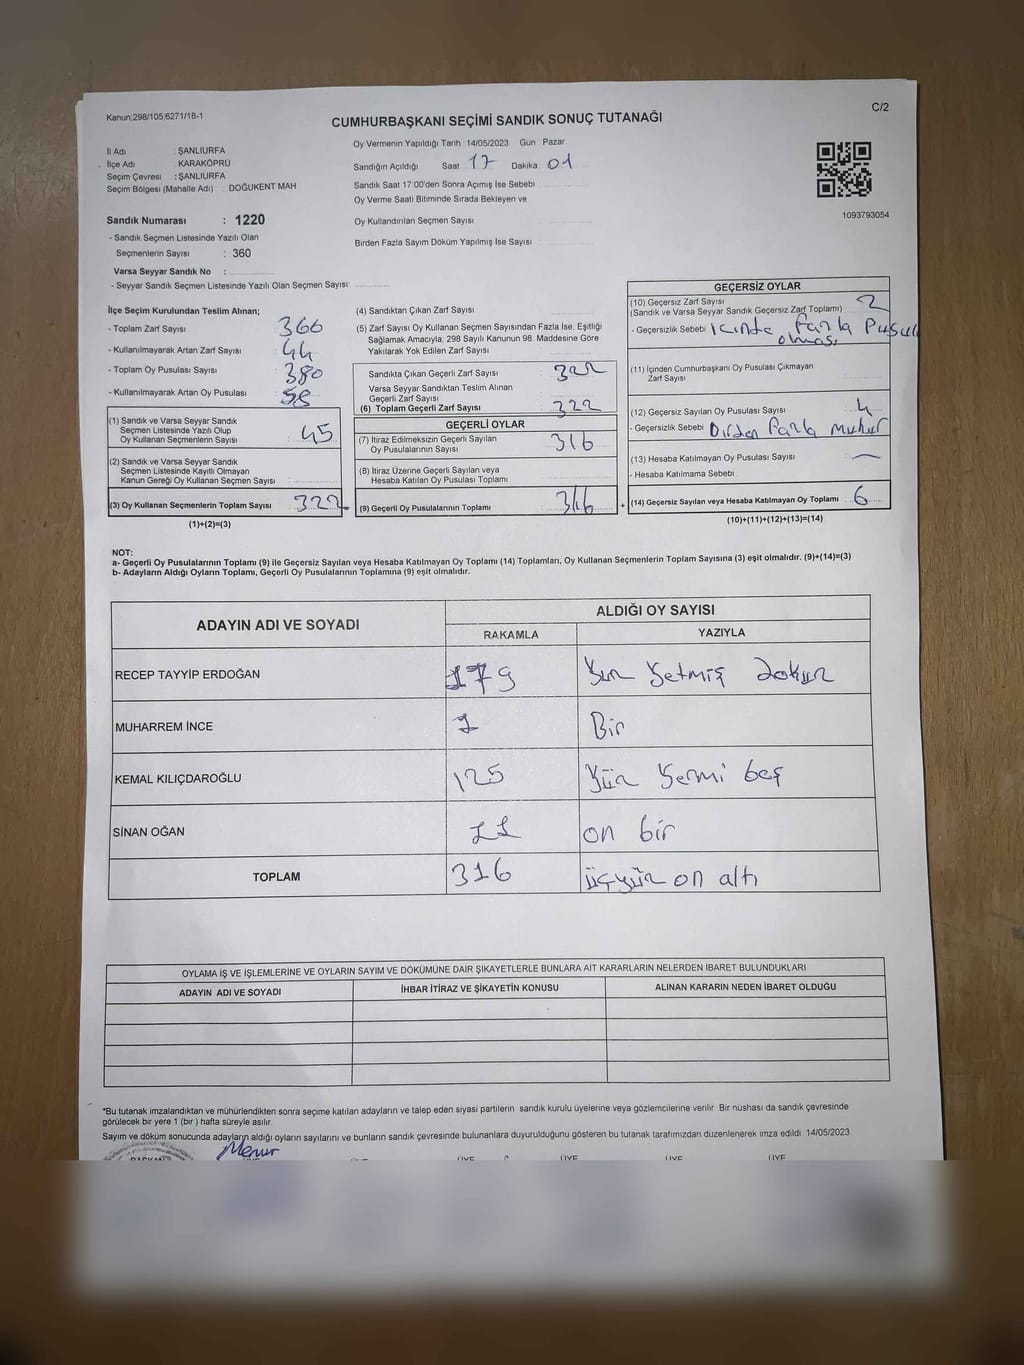 Kanun:298/105:6271/18-1
C/2
CUMHURBAŞKANI SEÇİMİ SANDIK SONUÇ TUTANAĞI
İl Adı : ŞANLIURFA
İlçe Adı : KARAKÖPRÜ
Seçim Çevresi : ŞANLIURFA
Seçim Bölgesi (Mahalle Adı) : DOĞUKENT MAH
Sandık Numarası : 1220
- Sandık Seçmen Listesinde Yazılı Olan
Seçmenlerin Sayısı : 360
Varsa Seyyar Sandık No :
- Seyyar Sandık Seçmen Listesinde Yazılı Olan Seçmen Sayısı:
Oy Vermenin Yapıldığı Tarih 14/05/2023 Gün : Pazar
Sandığın Açıldığı Saat 17 Dakika 01
Sandık Saat 17:00'den Sonra Açımış İse Sebebi
Oy Verme Saati Bitiminde Sırada Bekleyen ve
Oy Kullandırılan Seçmen Sayısı
Birden Fazla Sayım Döküm Yapılmış İse Sayısı :
1093793054
İlçe Seçim Kurulundan Teslim Alınan;
- Toplam Zarf Sayısı : 366
- Kullanılmayarak Artan Zarf Sayısı : 44
- Toplam Oy Pusulası Sayısı : 380
- Kullanılmayarak Artan Oy Pusulası : 58
(1) Sandık ve Varsa Seyyar Sandık
Seçmen Listesinde Yazılı Olup
Oy Kullanan Seçmenlerin Sayısı : 45
(2) Sandık ve Varsa Seyyar Sandık
Seçmen Listesinde Kayıtlı Olmayan
Kanun Gereği Oy Kullanan Seçmen Sayısı :
(3) Oy Kullanan Seçmenlerin Toplam Sayısı : 322
(1)+(2)=(3)
(4) Sandıktan Çıkan Zarf Sayısı :
(5) Zarf Sayısı Oy Kullanan Seçmen Sayısından Fazla İse, Eşitliği
Sağlamak Amacıyla; 298 Sayılı Kanunun 98. Maddesine Göre
Yakılarak Yok Edilen Zarf Sayısı
Sandıkta Çıkan Geçerli Zarf Sayısı : 322
Varsa Seyyar Sandıktan Teslim Alınan
Geçerli Zarf Sayısı
(6) Toplam Geçerli Zarf Sayısı 322
GEÇERLİ OYLAR
(7) İtiraz Edilmeksizin Geçerli Sayılan
Oy Pusulasının Sayısı : 316
(8) İtiraz Üzerine Geçerli Sayılan veya
Hesaba Katılan Oy Pusulası Toplamı
(9) Geçerli Oy Pusulalarının Toplamı 316
+
GEÇERSİZ OYLAR
(10) Geçersiz Zarf Sayısı
(Sandık ve Varsa Seyyar Sandık Geçersiz Zarf Toplamı) : 2
- Geçersizlik Sebebi : içinde fazla Pusula
olması
(11) İçinden Cumhurbaşkanı Oy Pusulası Çıkmayan
Zarf Sayısı
(12) Geçersiz Sayılan Oy Pusulası Sayısı : 4
- Geçersizlik Sebebi Birden fazla Muhur
(13) Hesaba Katılmayan Oy Pusulası Sayısı : —
- Hesaba Katılmama Sebebi :
(14) Geçersiz Sayılan veya Hesaba Katılmayan Oy Toplamı : 6
(10)+(11)+(12)+(13)=(14)
NOT:
a- Geçerli Oy Pusulalarının Toplamı (9) ile Geçersiz Sayılan veya Hesaba Katılmayan Oy Toplamı (14) Toplamları, Oy Kullanan Seçmenlerin Toplam Sayısına (3) eşit olmalıdır. (9)+(14)=(3)
b- Adayların Aldığı Oyların Toplamı, Geçerli Oy Pusulalarının Toplamına (9) eşit olmalıdır.
ADAYIN ADI VE SOYADI
ALDIĞI OY SAYISI
RAKAMLA YAZIYLA
RECEP TAYYİP ERDOĞAN 179 Yüz Yetmiş dokuz
MUHARREM İNCE 1 Bir
KEMAL KILIÇDAROĞLU 125 Yüz Yermi beş
SİNAN OĞAN 11 on bir
TOPLAM 316 üçyüz on altı
OYLAMA İŞ VE İŞLEMLERİNE VE OYLARIN SAYIM VE DÖKÜMÜNE DAİR ŞİKAYETLERLE BUNLARA AİT KARARLARIN NELERDEN İBARET BULUNDUKLARI
ADAYIN ADI VE SOYADI İHBAR İTİRAZ VE ŞİKAYETİN KONUSU ALINAN KARARIN NEDEN İBARET OLDUĞU
*Bu tutanak imzalandıktan ve mühürlendikten sonra seçime katılan adayların ve talep eden siyasi partilerin sandık kurulu üyelerine veya gözlemcilerine verilir. Bir nüshası da sandık çevresinde
görülecek bir yere 1 (bir ) hafta süreyle asılır.
Sayım ve döküm sonucunda adayların aldığı oyların sayılarını ve bunların sandık çevresinde bulunanlara duyurulduğunu gösteren bu tutanak tarafımızdan düzenlenerek imza edildi. 14/05/2023
BAŞKAN Memur ÜYE ÜYE ÜYE ÜYE